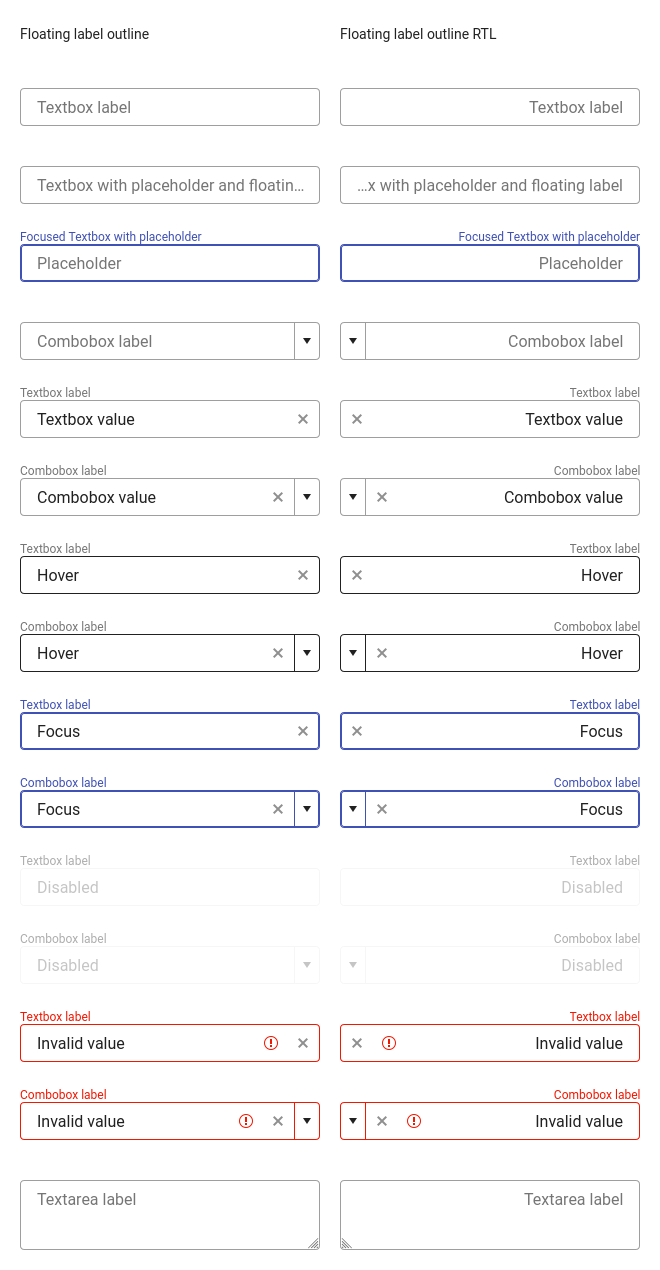 Floating label outline
Floating label outline RTL
Textbox label
Textbox label
Textbox with placeholder and floatin...
...x with placeholder and floating label
Focused Textbox with placeholder
Focused Textbox with placeholder
Placeholder
Placeholder
Combobox label
Combobox label
Textbox label
Textbox label
Textbox value
Textbox value
Combobox label
Combobox label
Combobox value
Combobox value
Textbox label
Textbox label
Hover
Hover
Combobox label
Combobox label
Hover
Hover
Textbox label
Textbox label
Focus
Focus
Combobox label
Combobox label
Focus
Focus
Textbox label
Textbox label
Disabled
Disabled
Combobox label
Combobox label
Disabled
Disabled
Textbox label
Textbox label
Invalid value
Invalid value
Combobox label
Combobox label
Invalid value
Invalid value
Textarea label
Textarea label